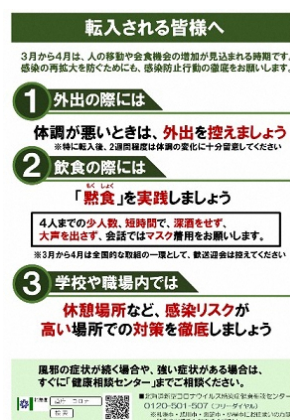 転入される皆様へ
3月から4月は、人の移動や会食機会の増加が見込まれる時期です。
感染の再拡大を防ぐためにも、感染防止行動の徹底をお願いします。
1 外出の際には
体調が悪いときは、外出を控えましょう
※特に転入後、2週間程度は体調の変化に十分留意してください
2 飲食の際には
もく しょく
「黙食」を実践しましょう
4人までの少人数、短時間で、深酒をせず、
大声を出さず、会話ではマスク着用をお願いします。
※3月から4月は全国的な取組の一環として、歓送迎会は控えてください
3 学校や職場内では
休憩場所など、感染リスクが
高い場所での対策を徹底しましょう
風邪の症状が続く場合や、強い症状がある場合は、
すぐに「健康相談センター」までご相談ください。
0120-501-507 (フリーダイヤル)